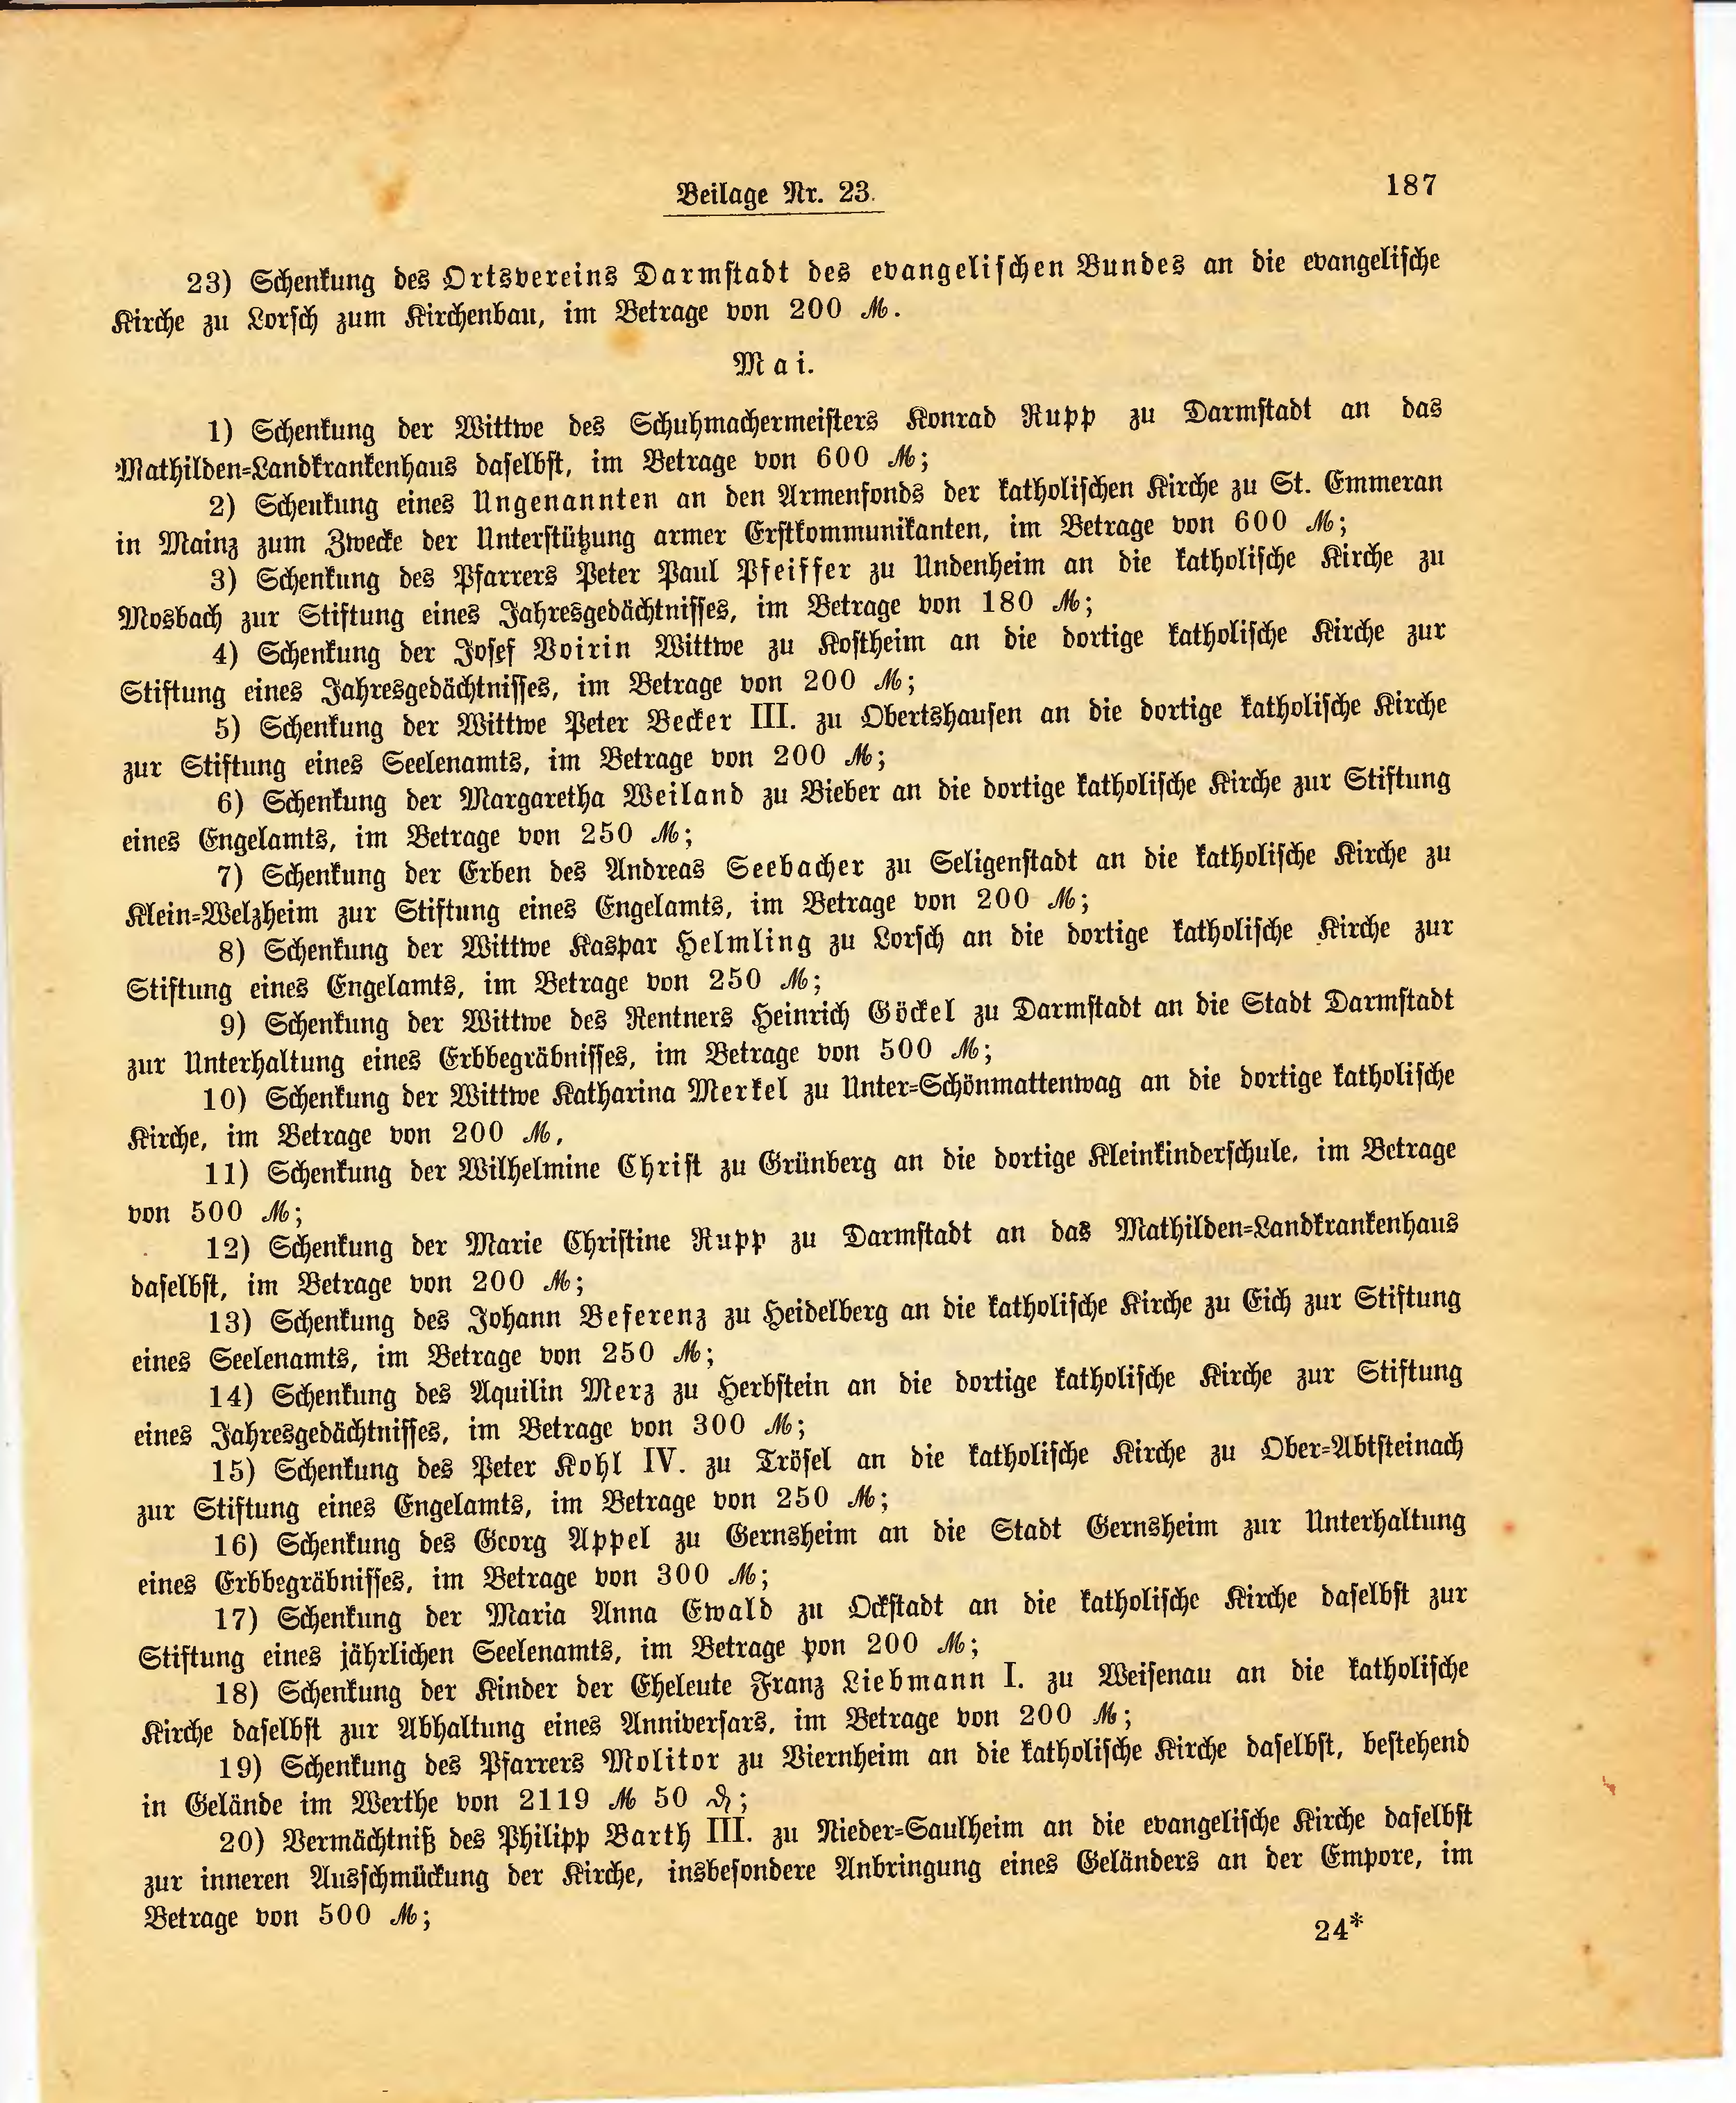 Beilage Nr. 23.
187
23) Schenkung des Ortsvereins Darmstadt des evangelischen Bundes an die evangelische
Kirche zu Lorsch zum Kirchenbau, im Betrage von 200 ℳ.
Mai.
1) Schenkung der Wittwe des Schuhmachermeisters Konrad Rupp zu Darmstadt an das
Mathilden-Landkrankenhaus daselbst, im Betrage von 600 ℳ;
2) Schenkung eines Ungenannten an den Armenfonds der katholischen Kirche zu St. Emmeran
in Mainz zum Zwecke der Unterstützung armer Erstkommunikanten, im Betrage von 600 ℳ;
3) Schenkung des Pfarrers Peter Paul Pfeiffer zu Undenheim an die katholische Kirche zu
Mosbach zur Stiftung eines Jahresgedächtnisses, im Betrage von 180 ℳ;
4) Schenkung der Josef Voirin Wittwe zu Kostheim an die dortige katholische Kirche zur
Stiftung eines Jahresgedächtnisses, im Betrage von 200 ℳ;
5) Schenkung der Wittwe Peter Becker III. zu Obertshausen an die dortige katholische Kirche
zur Stiftung eines Seelenamts, im Betrage von 200 ℳ;
6) Schenkung der Margaretha Weiland zu Bieber an die dortige katholische Kirche zur Stiftung
eines Engelamts, im Betrage von 250 ℳ;
7) Schenkung der Erben des Andreas Seebacher zu Seligenstadt an die katholische Kirche zu
Klein-Welzheim zur Stiftung eines Engelamts, im Betrage von 200 ℳ;
8) Schenkung der Wittwe Kaspar Helmling zu Lorsch an die dortige katholische Kirche zur
Stiftung eines Engelamts, im Betrage von 250 ℳ;
9) Schenkung der Wittwe des Rentners Heinrich Göckel zu Darmstadt an die Stadt Darmstadt
zur Unterhaltung eines Erbbegräbnisses, im Betrage von 500 ℳ;
10) Schenkung der Wittwe Katharina Merkel zu Unter-Schönmattenwag an die dortige katholische
Kirche, im Betrage von 200 ℳ,
11) Schenkung der Wilhelmine Christ zu Grünberg an die dortige Kleinkinderschule, im Betrage
von 500 ℳ;
12) Schenkung der Marie Christine Rupp zu Darmstadt an das Mathilden-Landkrankenhaus
daselbst, im Betrage von 200 ℳ;
13) Schenkung des Johann Beferenz zu Heidelberg an die katholische Kirche zu Eich zur Stiftung
eines Seelenamts, im Betrage von 250 ℳ;
14) Schenkung des Aquilin Merz zu Herbstein an die dortige katholische Kirche zur Stiftung
eines Jahresgedächtnisses, im Betrage von 300 ℳ;
15) Schenkung des Peter Kohl IV. zu Trösel an die katholische Kirche zu Ober-Abtsteinach
zur Stiftung eines Engelamts, im Betrage von 250 ℳ;
16) Schenkung des Georg Appel zu Gernsheim an die Stadt Gernsheim zur Unterhaltung
eines Erbbegräbnisses, im Betrage von 300 ℳ;
17) Schenkung der Maria Anna Ewald zu Ockstadt an die katholische Kirche daselbst zur
Stiftung eines jährlichen Seelenamts, im Betrage von 200 ℳ;
18) Schenkung der Kinder der Eheleute Franz Liebmann I. zu Weisenau an die katholische
Kirche daselbst zur Abhaltung eines Anniversars, im Betrage von 200 ℳ;
19) Schenkung des Pfarrers Molitor zu Viernheim an die katholische Kirche daselbst, bestehend
in Gelände im Werthe von 2119 ℳ 50 ₰;
20) Vermächtniß des Philipp Barth III. zu Nieder-Saulheim an die evangelische Kirche daselbst
zur inneren Ausschmückung der Kirche, insbesondere Anbringung eines Geländers an der Empore, im
Betrage von 500 ℳ;
24*